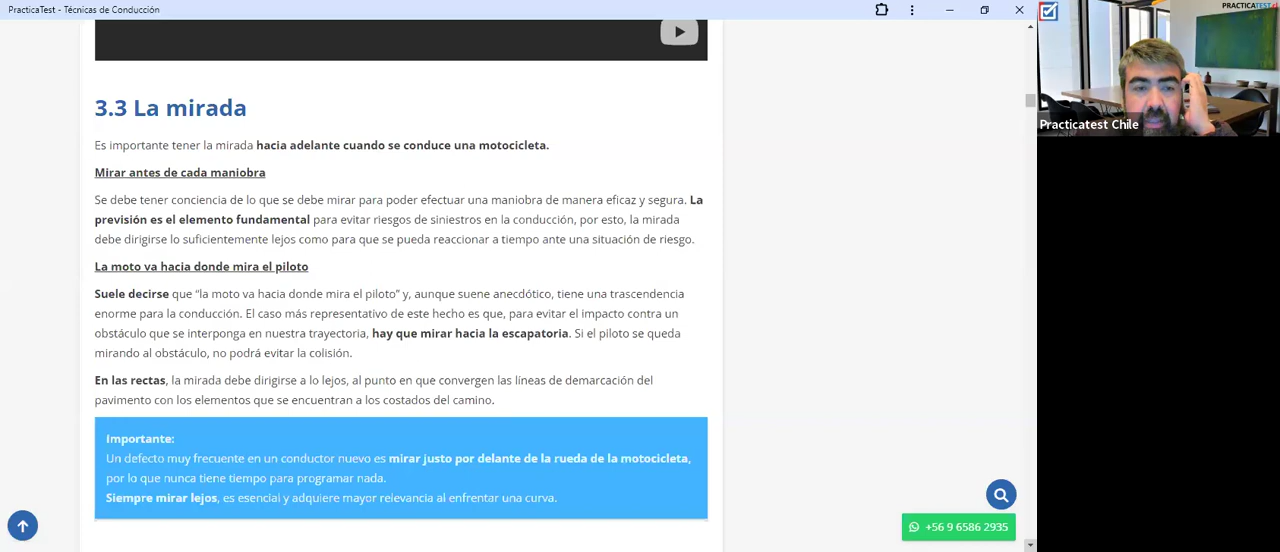 PracticaTest - Técnicas de Conducción
PRACTICATEST
Practicatest Chile
3.3 La mirada
Es importante tener la mirada hacia adelante cuando se conduce una motocicleta.
Mirar antes de cada maniobra
Se debe tener conciencia de lo que se debe mirar para poder efectuar una maniobra de manera eficaz y segura. La
previsión es el elemento fundamental para evitar riesgos de siniestros en la conducción, por esto, la mirada
debe dirigirse lo suficientemente lejos como para que se pueda reaccionar a tiempo ante una situación de riesgo.
La moto va hacia donde mira el piloto
Suele decirse que “la moto va hacia donde mira el piloto” y, aunque suene anecdótico, tiene una trascendencia
enorme para la conducción. El caso más representativo de este hecho es que, para evitar el impacto contra un
obstáculo que se interponga en nuestra trayectoria, hay que mirar hacia la escapatoria. Si el piloto se queda
mirando al obstáculo, no podrá evitar la colisión.
En las rectas, la mirada debe dirigirse a lo lejos, al punto en que convergen las líneas de demarcación del
pavimento con los elementos que se encuentran a los costados del camino.
Importante:
Un defecto muy frecuente en un conductor nuevo es mirar justo por delante de la rueda de la motocicleta,
por lo que nunca tiene tiempo para programar nada.
Siempre mirar lejos, es esencial y adquiere mayor relevancia al enfrentar una curva.
+56 9 6586 2935